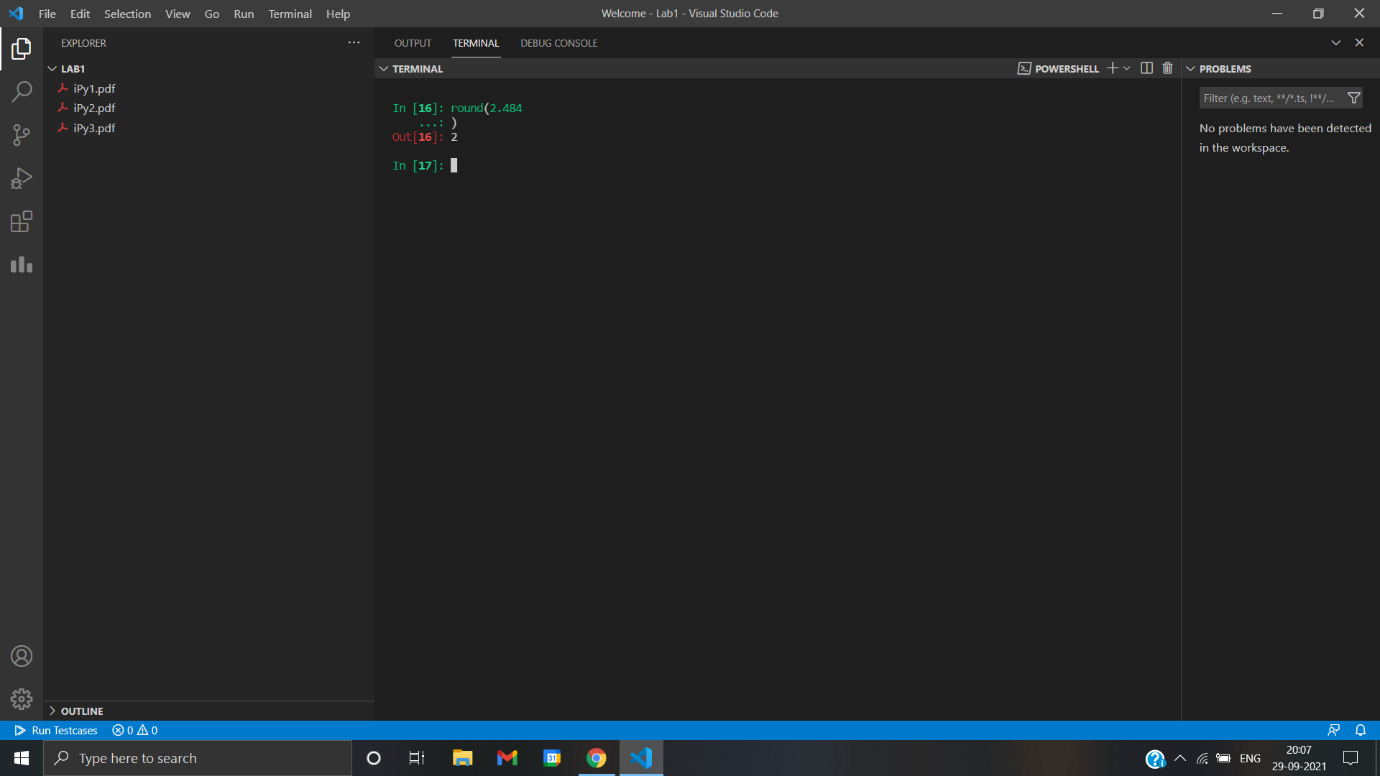 File Edit Selection View Go Run Terminal Help
Welcome - Lab1 - Visual Studio Code
EXPLORER
LAB1
iPy1.pdf
iPy2.pdf
iPy3.pdf
OUTLINE
OUTPUT TERMINAL DEBUG CONSOLE
TERMINAL
POWERSHELL
In [16]: round(2.484
...: )
Out[16]: 2
In [17]:
PROBLEMS
Filter (e.g. text, **/*.ts, !**/...
No problems have been detected
in the workspace.
Run Testcases 0 0
Type here to search
31
ENG
20:07
29-09-2021